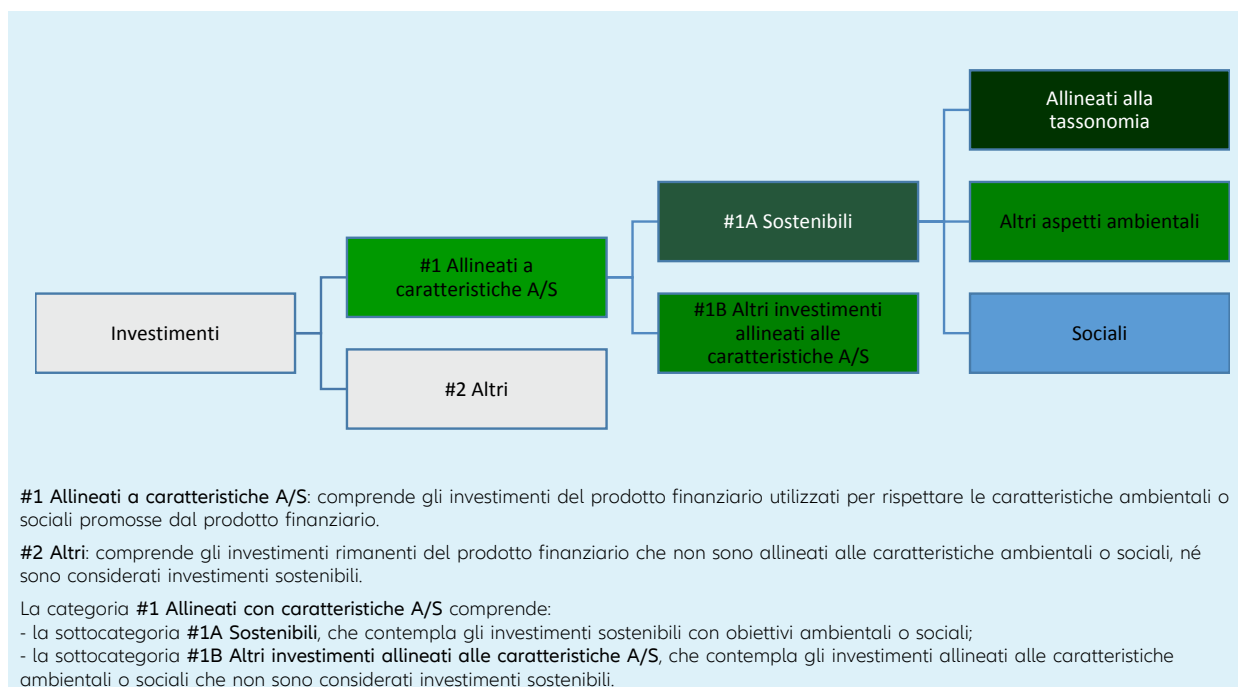 Allineati alla
tassonomia
#1A Sostenibili
Altri aspetti ambientali
#1 Allineati a
caratteristiche A/S
#1B Altri investimenti
allineati alle
caratteristiche A/S
Investimenti
Sociali
#2 Altri
#1 Allineati a caratteristiche A/S: comprende gli investimenti del prodotto finanziario utilizzati per rispettare le caratteristiche ambientali o
sociali promosse dal prodotto finanziario.
#2 Altri: comprende gli investimenti rimanenti del prodotto finanziario che non sono allineati alle caratteristiche ambientali o sociali, né
sono considerati investimenti sostenibili.
La categoria #1 Allineati con caratteristiche A/S comprende:
- la sottocategoria #1A Sostenibili, che contempla gli investimenti sostenibili con obiettivi ambientali o sociali;
- la sottocategoria #1B Altri investimenti allineati alle caratteristiche A/S, che contempla gli investimenti allineati alle caratteristiche
ambientali o sociali che non sono considerati investimenti sostenibili.